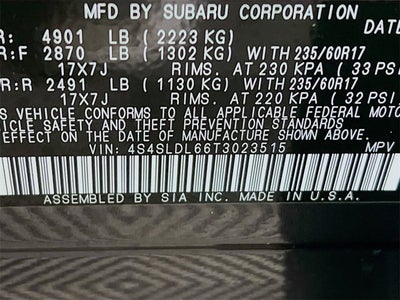 MFD BY SUBARU CORPORATION DATE
R: 4901 LB (2223 KG)
R:F 2870 LB (1302 KG) WITH 235/60R17
17X7J RIMS. AT 230 KPA (33 PSI
R:R 2491 LB (1130 KG) WITH 235/60R17
17X7J RIMS. AT 220 KPA (32 PSI
S VEHICLE CONFORMS TO ALL APPLICABLE FEDERAL MOTO
EHICLE SAFETY AND THEFT PREVENTION STANDARDS
EFFECT ON THE DATE OF MANUFACTURE SHOWN ABOVE.
VIN: 4S4SLDL66T3023515 MPV
ASSEMBLED BY SIA INC. MADE IN U.S.A.